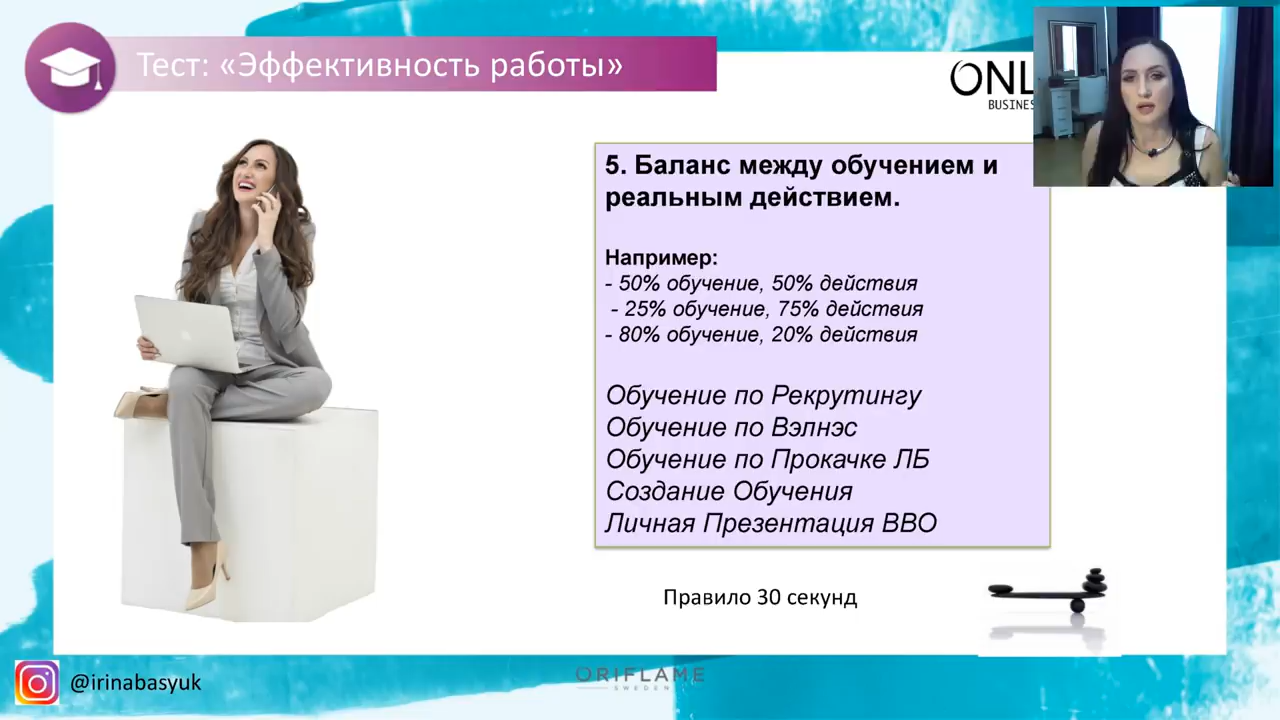 Тест: «Эффективность работы»
ONL
BUSINES
5. Баланс между обучением и
реальным действием.
Например:
- 50% обучение, 50% действия
- 25% обучение, 75% действия
- 80% обучение, 20% действия
Обучение по Рекрутингу
Обучение по Вэлнэс
Обучение по Прокачке ЛБ
Создание Обучения
Личная Презентация ВВО
Правило 30 секунд
@irinabasyuk
ORIFLAME
SWEDEN